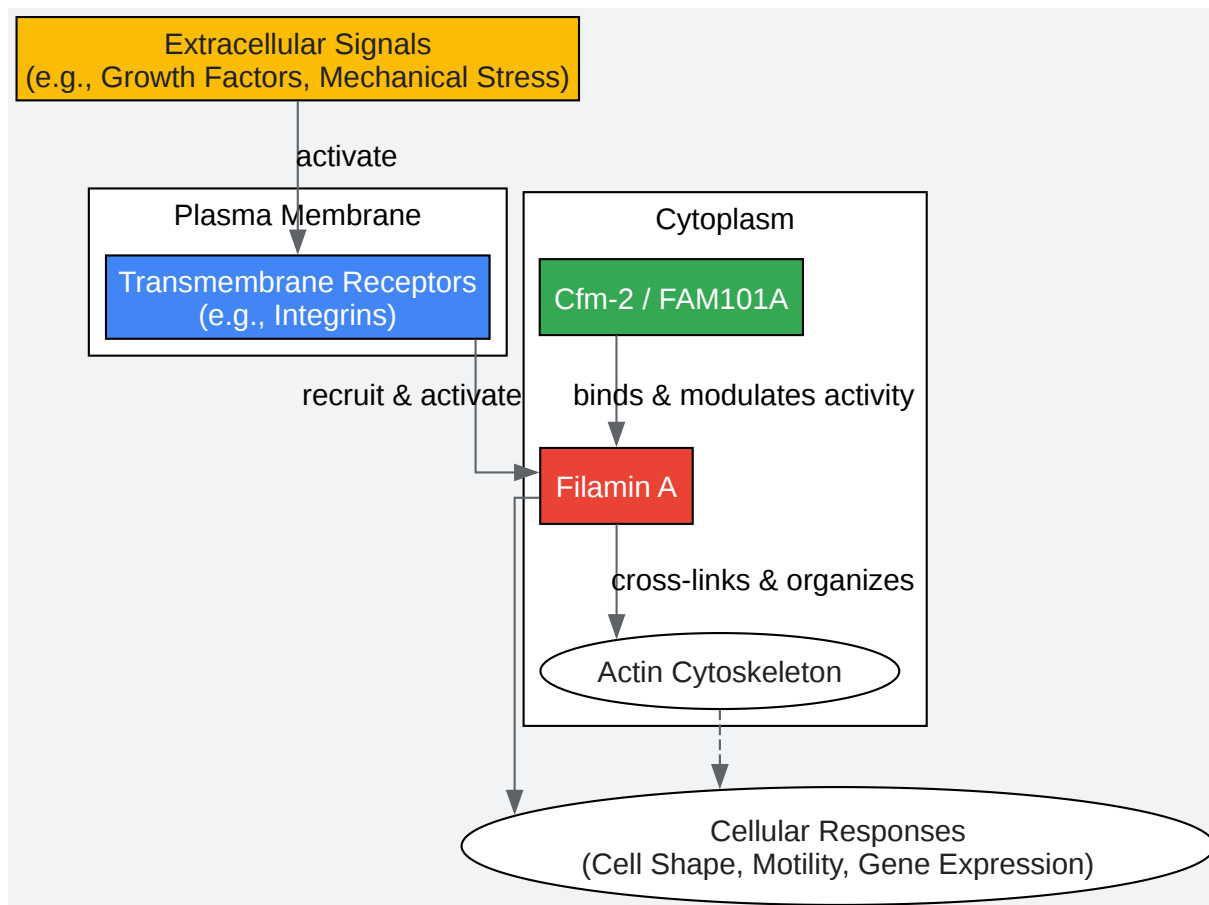 Extracellular Signals
(e.g., Growth Factors, Mechanical Stress)
activate
Plasma Membrane
Cytoplasm
Transmembrane Receptors
(e.g., Integrins)
Cfm-2 / FAM101A
recruit & activate
binds & modulates activity
Filamin A
cross-links & organizes
Actin Cytoskeleton
Cellular Responses
(Cell Shape, Motility, Gene Expression)